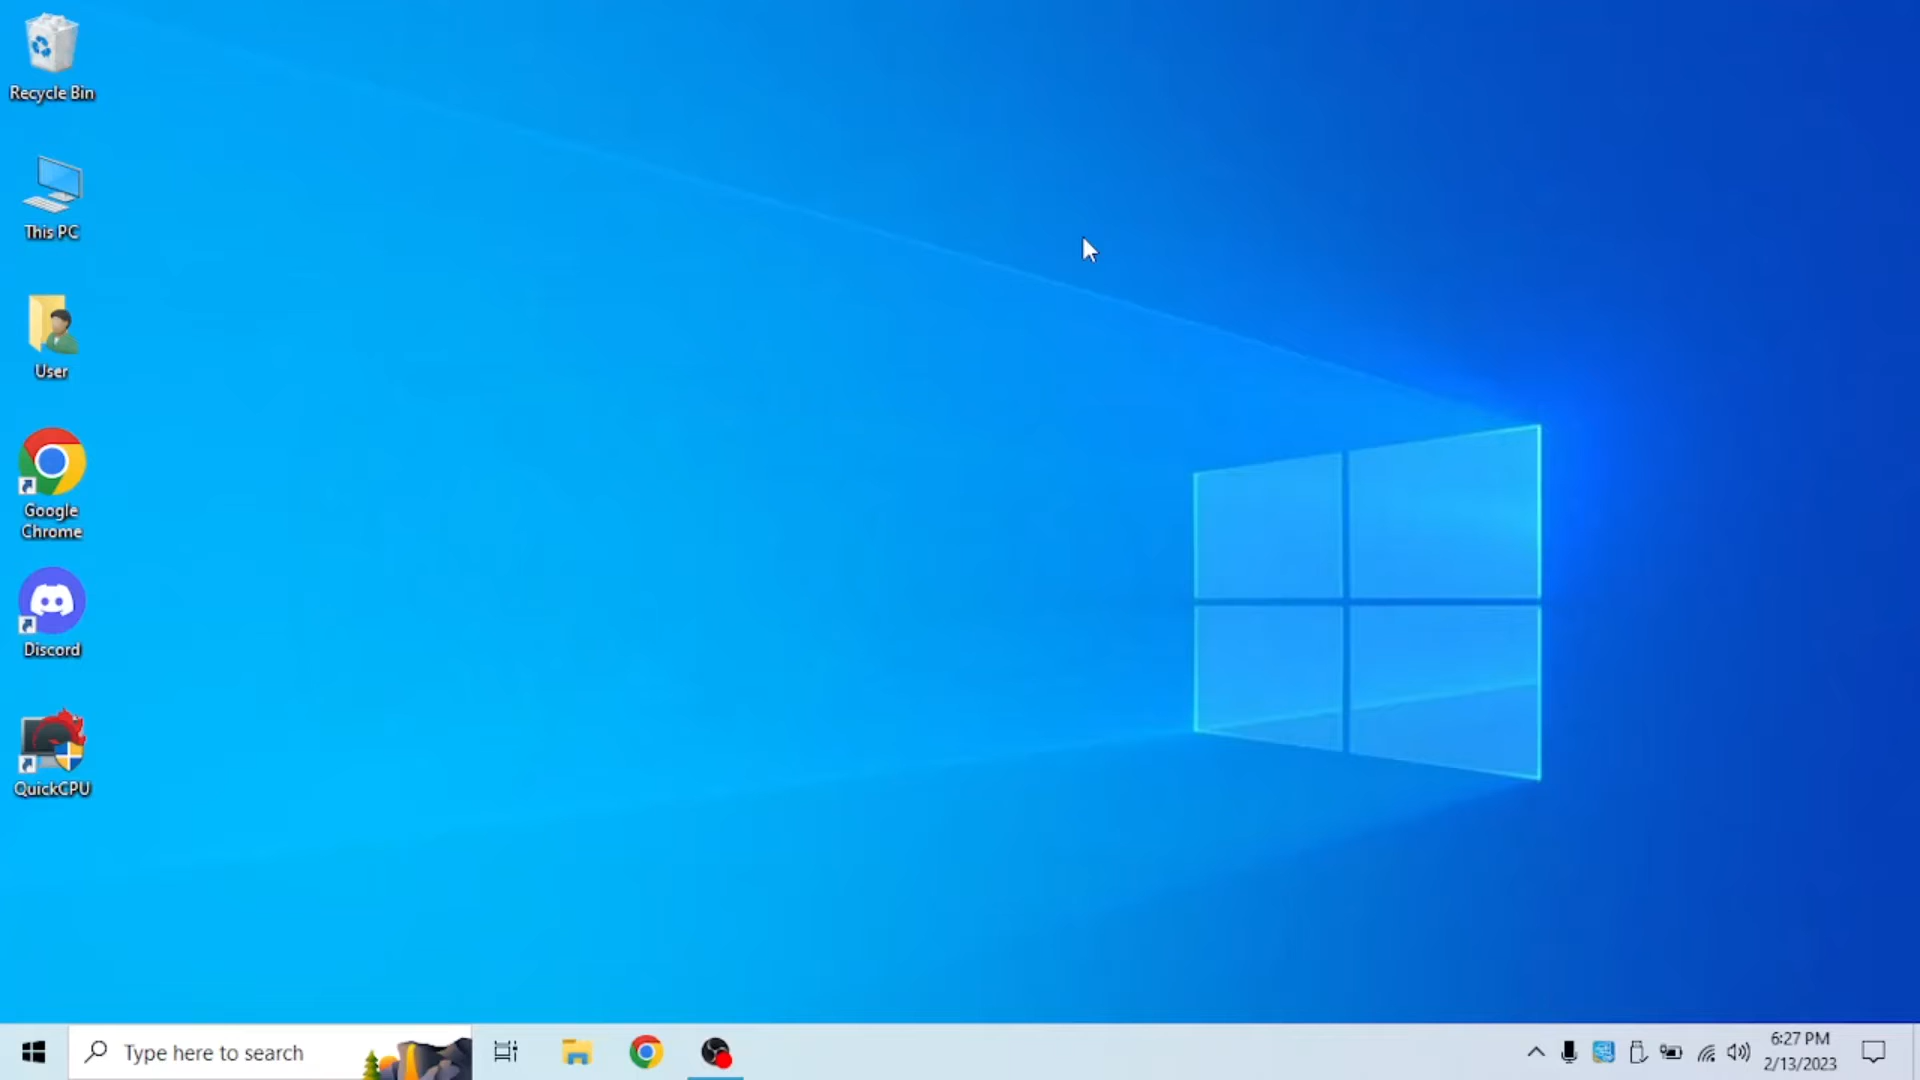 Recycle Bin
This PC
User
Google
Chrome
Discord
QuickCPU
Type here to search
6:27 PM
2/13/2023